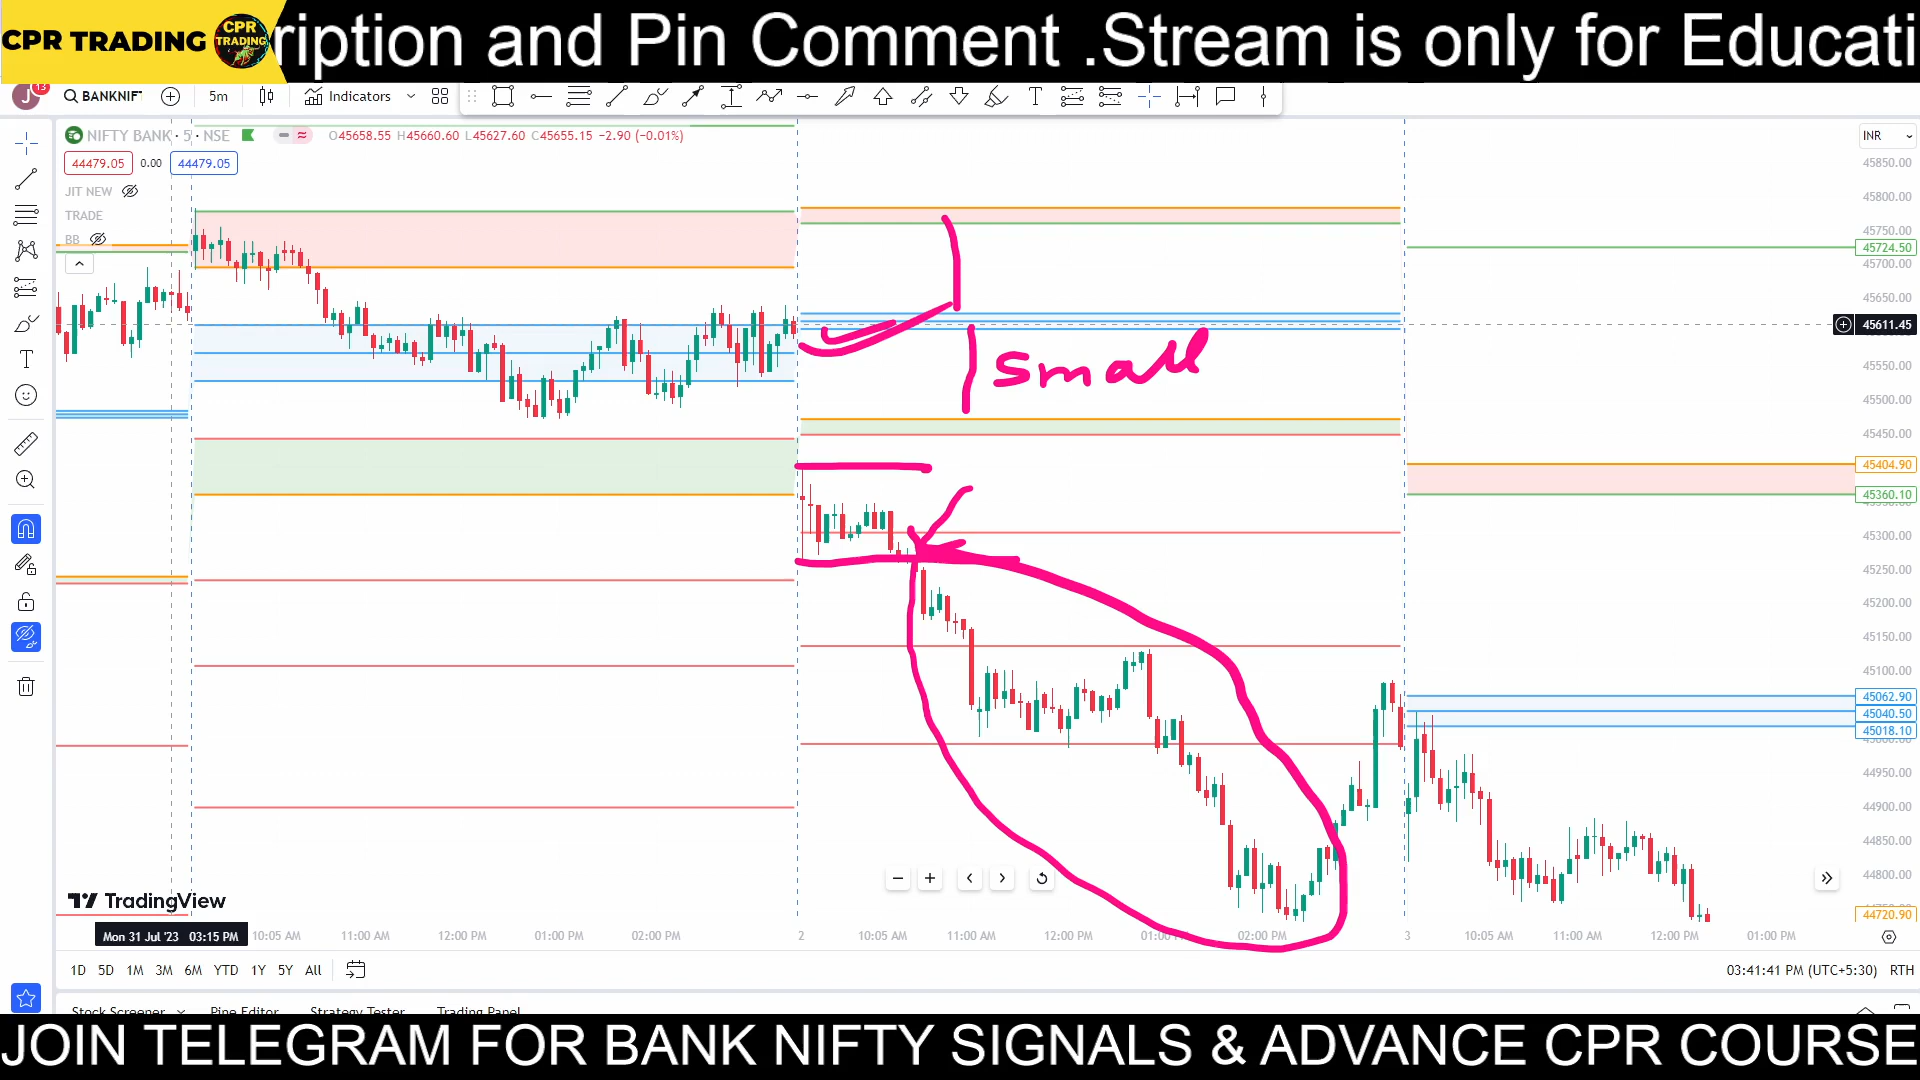 CPR TRADING
CPR
TRADING
ription and Pin Comment .Stream is only for Educati
J
13
BANKNIF
5m
Indicators
NIFTY BANK · 5 · NSE
O45658.55 H45660.60 L45627.60 C45655.15 −2.90 (−0.01%)
INR
44479.05 0.00 44479.05
JIT NEW
TRADE
BB
45850.00
45800.00
45750.00
45724.50
45700.00
45650.00
45611.45
45550.00
45500.00
45450.00
45404.90
45360.10
45300.00
45250.00
45200.00
45150.00
45100.00
45062.90
45040.50
45018.10
44950.00
44900.00
44850.00
44800.00
44720.90
small
TradingView
Mon 31 Jul '23 03:15 PM 10:05 AM 11:00 AM 12:00 PM 01:00 PM 02:00 PM 2 10:05 AM 11:00 AM 12:00 PM 01:00 02:00 PM 3 10:05 AM 11:00 AM 12:00 PM 01:00 PM
1D 5D 1M 3M 6M YTD 1Y 5Y All
03:41:41 PM (UTC+5:30) RTH
Stock Screener Pine Editor Strategy Tester Trading Panel
JOIN TELEGRAM FOR BANK NIFTY SIGNALS & ADVANCE CPR COURSE